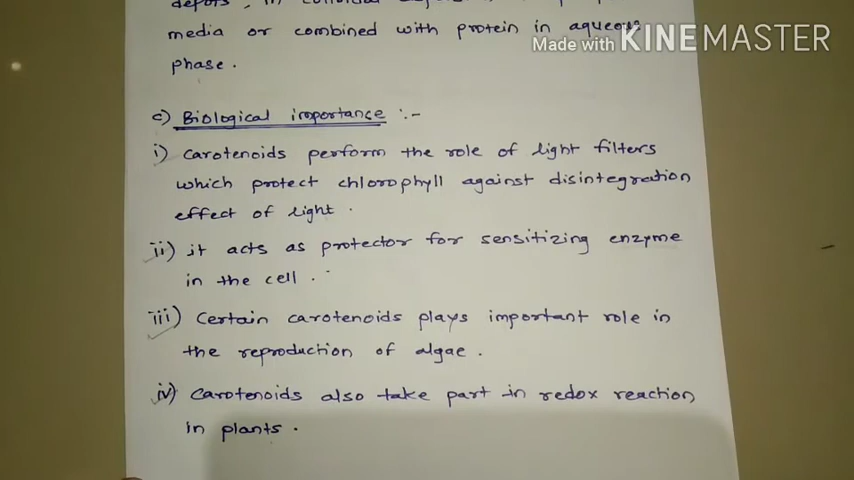 media or combined with protein in aqueous
Made with KINEMASTER
phase.
c) Biological importance :-
i) Carotenoids perform the role of light filters
which protect chlorophyll against disintegration
effect of light.
ii) it acts as protector for sensitizing enzyme
in the cell.
iii) Certain carotenoids plays important role in
the reproduction of algae.
iv) Carotenoids also take part in redox reaction
in plants.